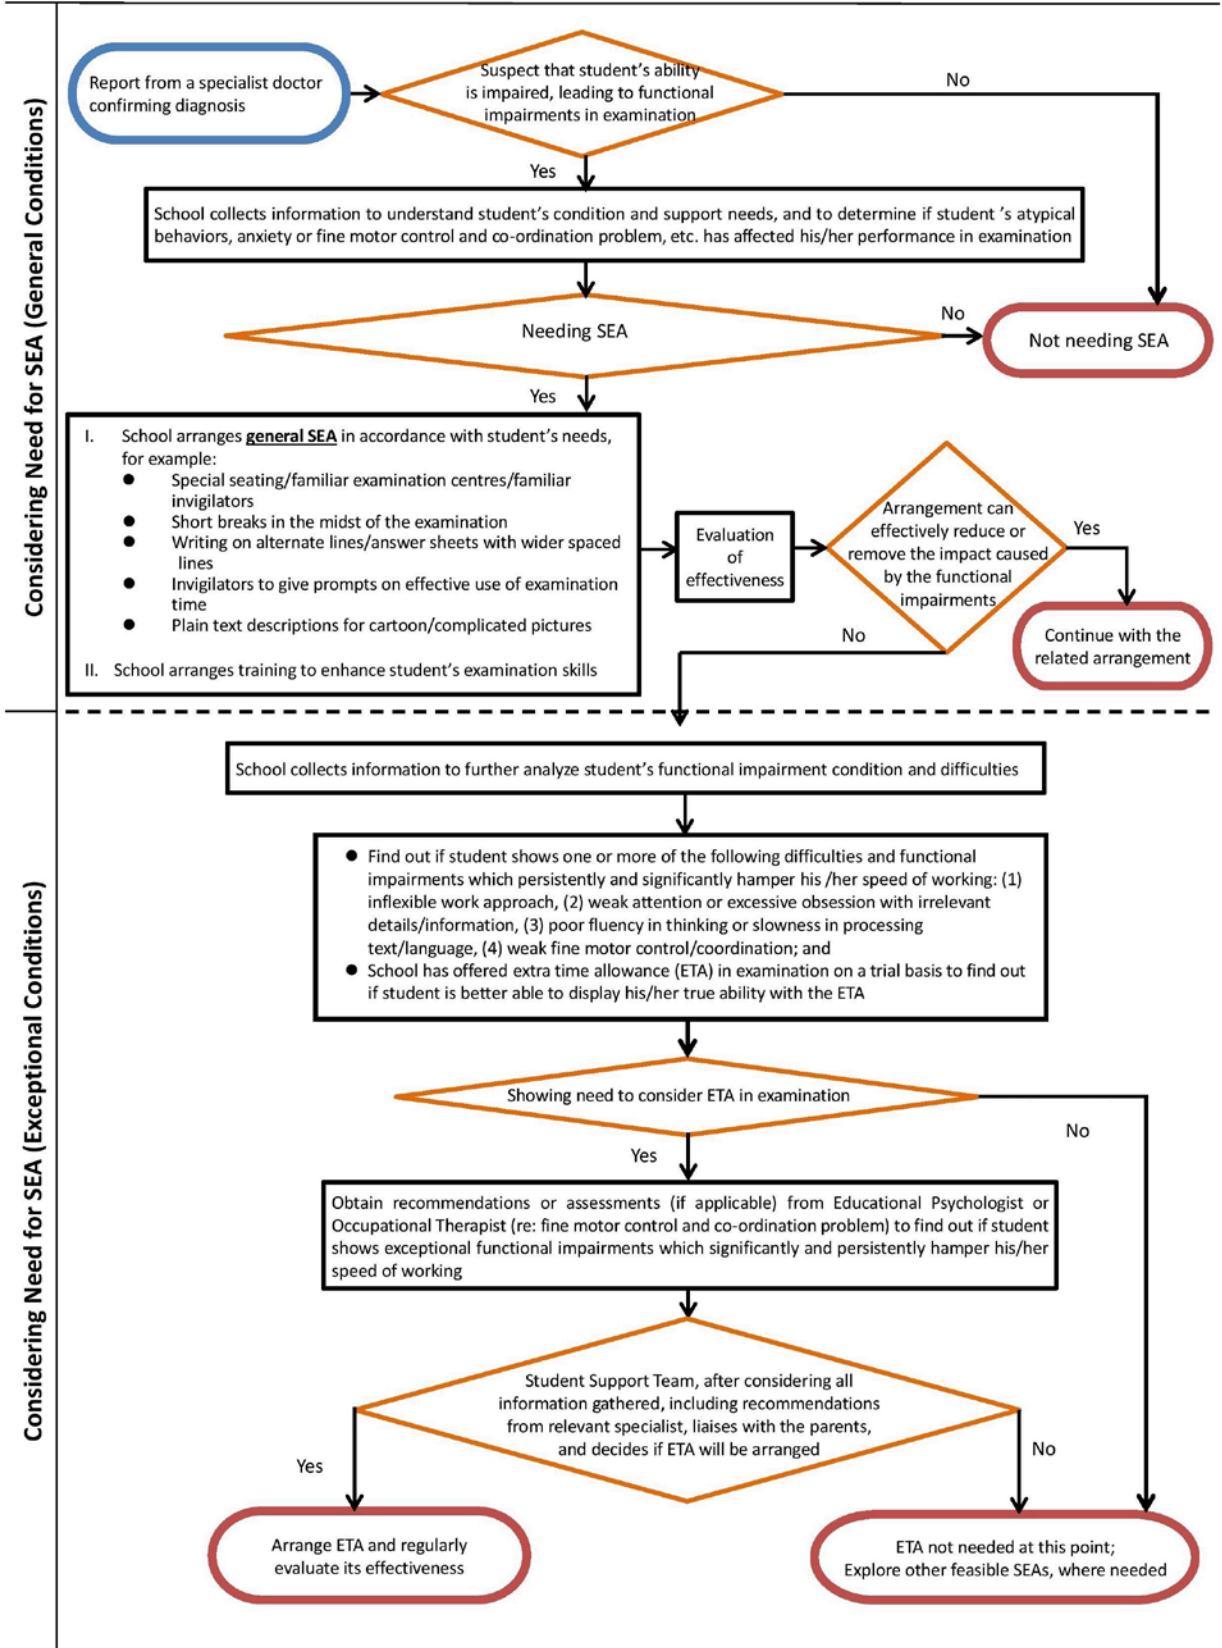 Considering Need for SEA (General Conditions)
Report from a specialist doctor
confirming diagnosis
Suspect that student’s ability
is impaired, leading to functional
impairments in examination
No
Yes
School collects information to understand student’s condition and support needs, and to determine if student ’s atypical
behaviors, anxiety or fine motor control and co-ordination problem, etc. has affected his/her performance in examination
Needing SEA
No
Not needing SEA
Yes
I. School arranges general SEA in accordance with student’s needs,
for example:
● Special seating/familiar examination centres/familiar
invigilators
● Short breaks in the midst of the examination
● Writing on alternate lines/answer sheets with wider spaced
lines
● Invigilators to give prompts on effective use of examination
time
● Plain text descriptions for cartoon/complicated pictures
II. School arranges training to enhance student’s examination skills
Evaluation
of
effectiveness
Arrangement can
effectively reduce or
remove the impact caused
by the functional
impairments
Yes
No
Continue with the
related arrangement
Considering Need for SEA (Exceptional Conditions)
School collects information to further analyze student’s functional impairment condition and difficulties
● Find out if student shows one or more of the following difficulties and functional
impairments which persistently and significantly hamper his /her speed of working: (1)
inflexible work approach, (2) weak attention or excessive obsession with irrelevant
details/information, (3) poor fluency in thinking or slowness in processing
text/language, (4) weak fine motor control/coordination; and
● School has offered extra time allowance (ETA) in examination on a trial basis to find out
if student is better able to display his/her true ability with the ETA
Showing need to consider ETA in examination
No
Yes
Obtain recommendations or assessments (if applicable) from Educational Psychologist or
Occupational Therapist (re: fine motor control and co-ordination problem) to find out if student
shows exceptional functional impairments which significantly and persistently hamper his/her
speed of working
Student Support Team, after considering all
information gathered, including recommendations
from relevant specialist, liaises with the parents,
and decides if ETA will be arranged
Yes
No
Arrange ETA and regularly
evaluate its effectiveness
ETA not needed at this point;
Explore other feasible SEAs, where needed